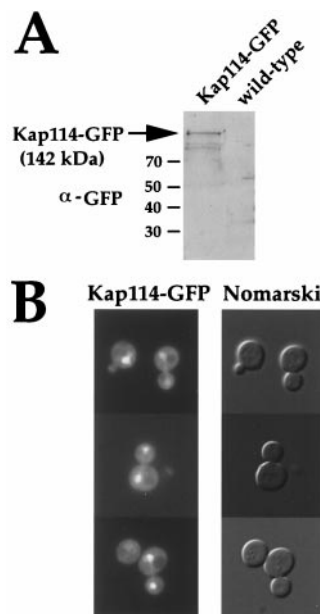 A
Kap114-GFP
wild-type
Kap114-GFP
(142 kDa)
α-GFP
70
50
40
30
B
Kap114-GFP
Nomarski